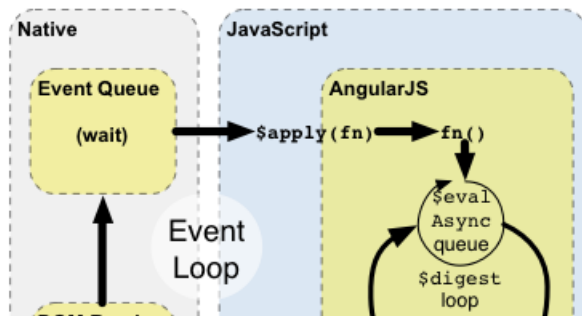 Native
JavaScript
Event Queue
(wait)
AngularJS
$apply(fn)
fn()
$eval
Async
queue
$digest
loop
Event
Loop